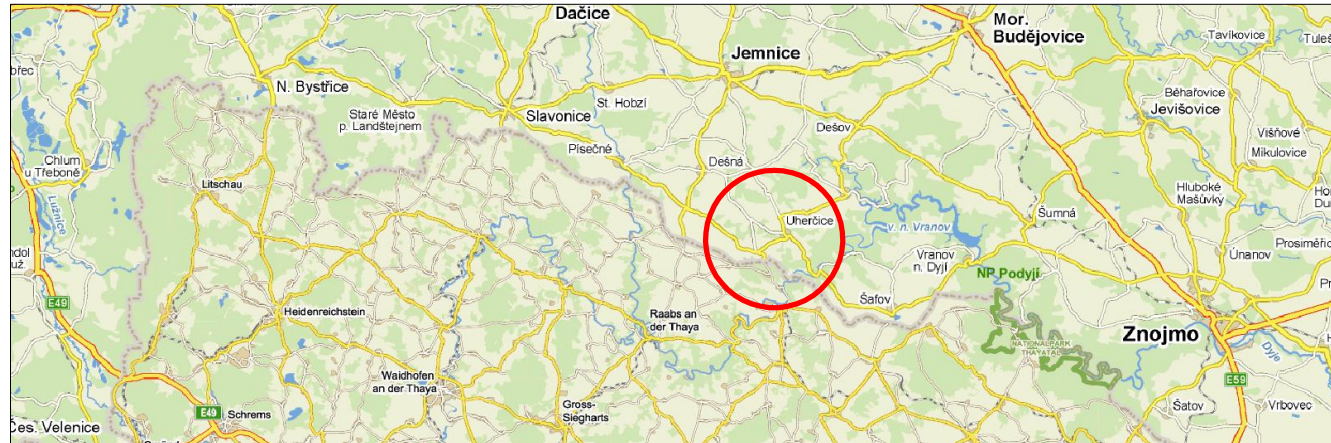 Dačice
Mor.
Budějovice
Tavíkovice
Jemnice
N. Bystřice
Běhařovice
Jevišovice
St. Hobzí
Staré Město
p. Landštejnem
Slavonice
Dešov
Višňové
Mikulovice
Písečné
Dešná
Chlum
u Třeboně
Litschau
Lužnice
Hluboké
Mašůvky
Uherčice
Šumná
v. n. Vranov
Prosiměřic
Únanov
Vranov
n. Dyjí
NP Podyjí
E49
Šafov
Heidenreichstein
Raabs an
der Thaya
Znojmo
NATIONALPARK
THAYATAL
Dyje
Waidhofen
an der Thaya
E59
Gross-
Siegharts
E49
Schrems
Šatov
Vrbovec
Čes. Velenice